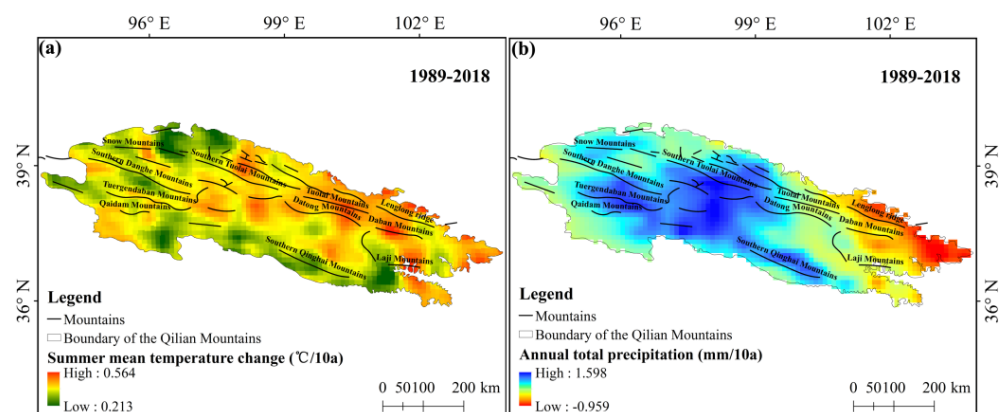 96° E 99° E 102° E
(a)
1989-2018
39° N
36° N
Snow Mountains
Southern Danghe Mountains
Southern Tuolai Mountains
Tuergendaban Mountains
Qaidam Mountains
Tuolai Mountains
Lenglong ridge
Datong Mountains
Daban Mountains
Southern Qinghai Mountains
Laji Mountains
Legend
Mountains
Boundary of the Qilian Mountains
Summer mean temperature change (℃/10a)
High : 0.564
Low : 0.213
0 50100 200 km
96° E 99° E 102° E
(b)
1989-2018
39° N
36° N
Snow Mountains
Southern Danghe Mountains
Southern Tuolai Mountains
Tuergendaban Mountains
Qaidam Mountains
Tuolai Mountains
Lenglong ridge
Datong Mountains
Daban Mountains
Southern Qinghai Mountains
Laji Mountains
Legend
Mountains
Boundary of the Qilian Mountains
Annual total precipitation (mm/10a)
High : 1.598
Low : -0.959
0 50100 200 km